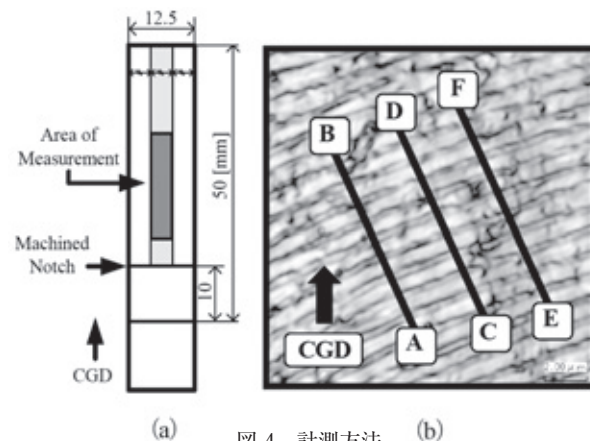 12.5
Area of
Measurement
50 [mm]
Machined
Notch
10
CGD
B
D
F
A
C
E
CGD
(a)
(b)
図 4 計測方法